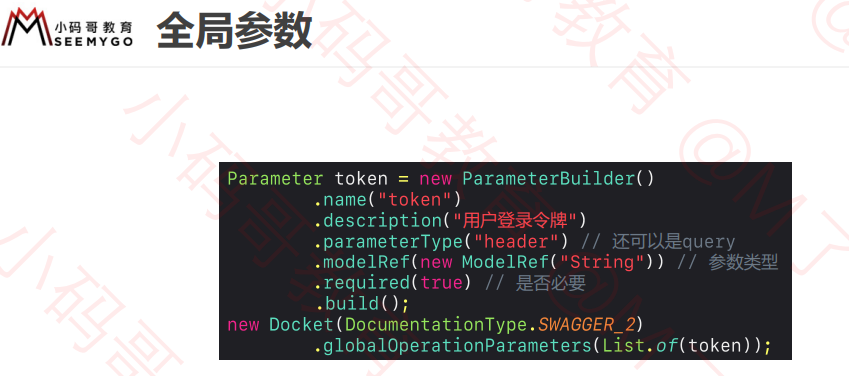 小码哥教育
SEEMYGO
全局参数
Parameter token = new ParameterBuilder()
.name("token")
.description("用户登录令牌")
.parameterType("header") // 还可以是query
.modelRef(new ModelRef("String")) // 参数类型
.required(true) // 是否必要
.build();
new Docket(DocumentationType.SWAGGER_2)
.globalOperationParameters(List.of(token));